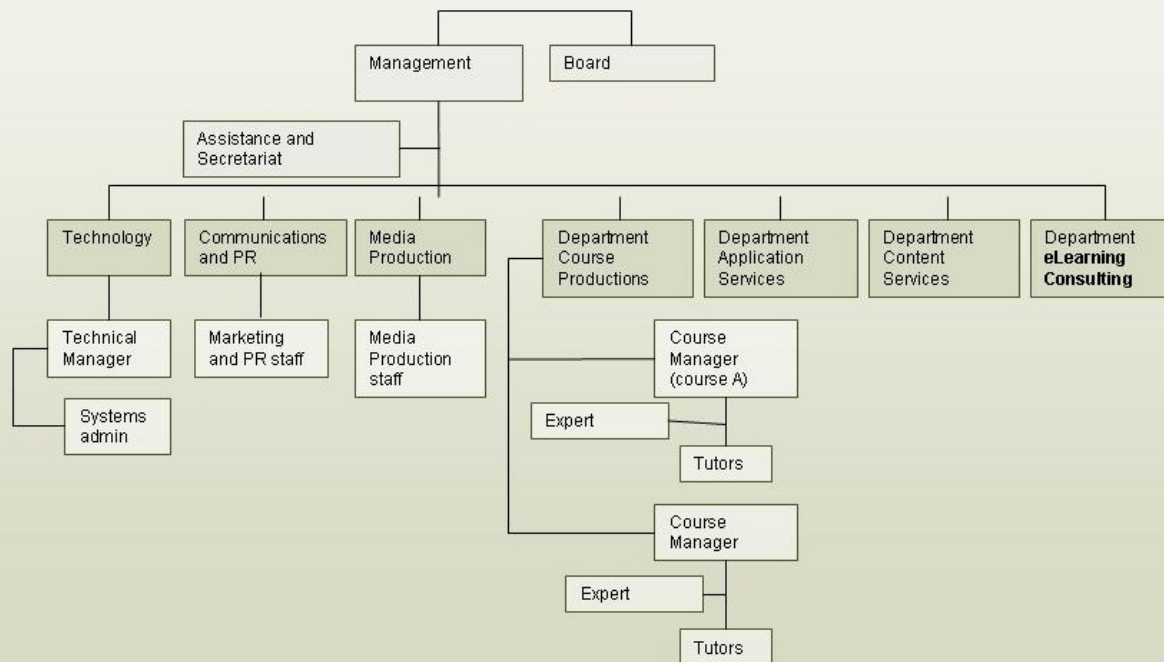 Management
Board
Assistance and
Secretariat
Technology
Communications
and PR
Media
Production
Department
Course
Productions
Department
Application
Services
Department
Content
Services
Department
eLearning
Consulting
Technical
Manager
Marketing
and PR staff
Media
Production
staff
Course
Manager
(course A)
Systems
admin
Expert
Tutors
Course
Manager
Expert
Tutors